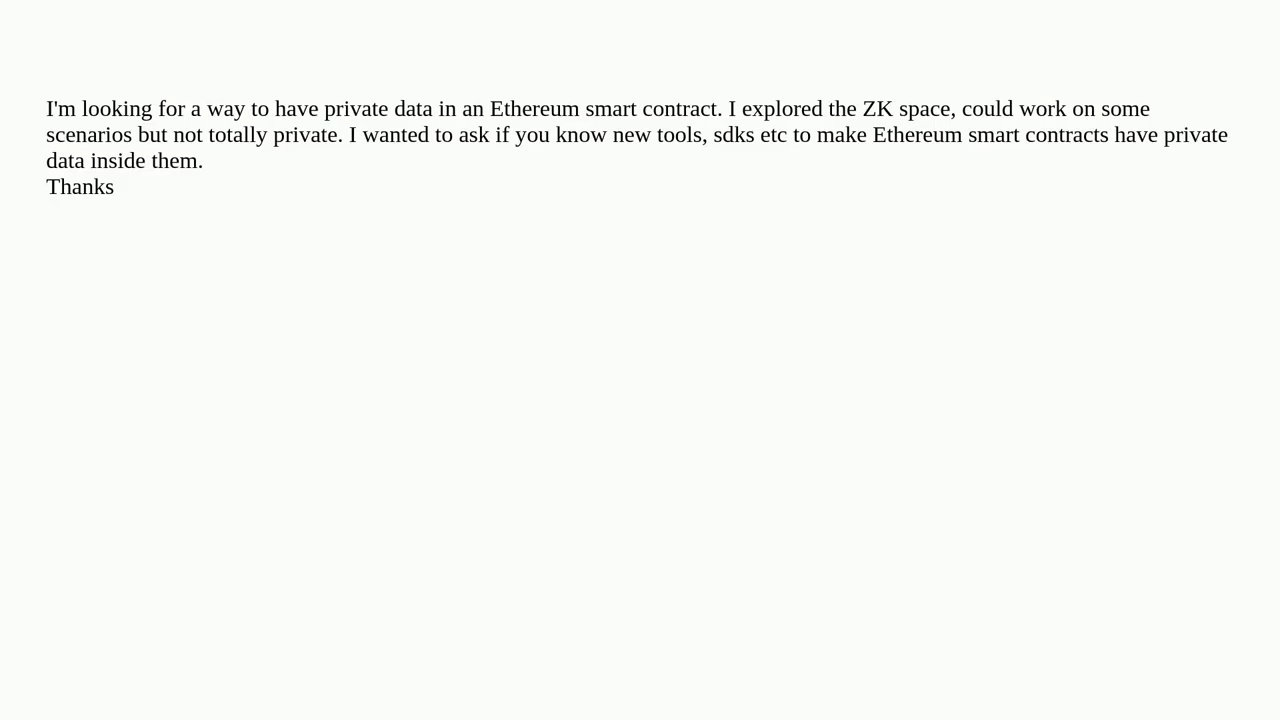 I'm looking for a way to have private data in an Ethereum smart contract. I explored the ZK space, could work on some
scenarios but not totally private. I wanted to ask if you know new tools, sdks etc to make Ethereum smart contracts have private
data inside them.
Thanks